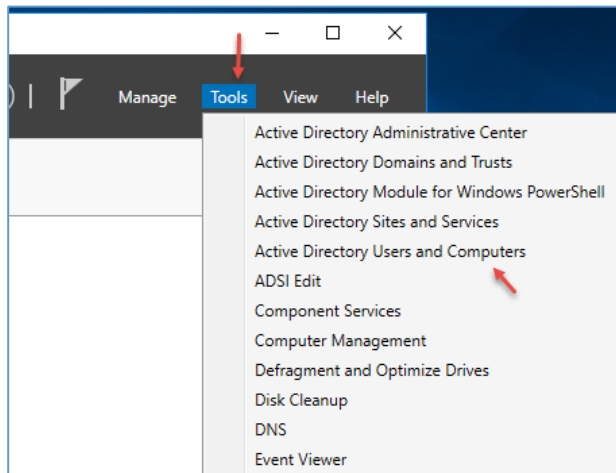 Manage Tools View Help
Active Directory Administrative Center
Active Directory Domains and Trusts
Active Directory Module for Windows PowerShell
Active Directory Sites and Services
Active Directory Users and Computers
ADSI Edit
Component Services
Computer Management
Defragment and Optimize Drives
Disk Cleanup
DNS
Event Viewer